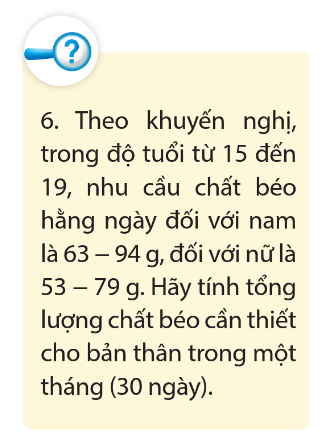 ?
6. Theo khuyến nghị,
trong độ tuổi từ 15 đến
19, nhu cầu chất béo
hằng ngày đối với nam
là 63 – 94 g, đối với nữ là
53 – 79 g. Hãy tính tổng
lượng chất béo cần thiết
cho bản thân trong một
tháng (30 ngày).